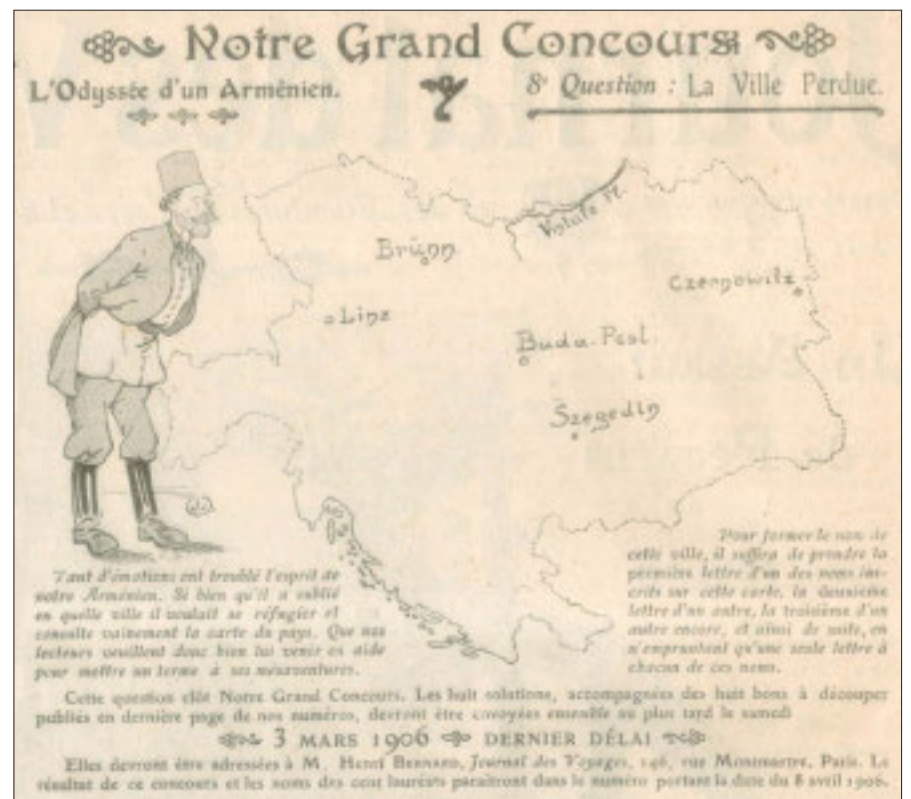 Notre Grand Concours
L'Odyssée d'un Arménien.
8e Question : La Ville Perdue.
Vistule Fl.
Brünn
Czernowitz
Linz
Buda-Pest
Szegedin
Tant d'émotions ont troublé l'esprit de
notre Arménien. Si bien qu'il a oublié
en quelle ville il voulait se réfugier et
consulte vainement la carte du pays. Que nos
lecteurs veuillent donc bien lui venir en aide
pour mettre un terme à ses mésaventures.
Pour former le nom de
cette ville, il suffira de prendre la
première lettre d'un des noms ins-
crits sur cette carte, la deuxième
lettre d'un autre, la troisième d'un
autre encore, et ainsi de suite, en
n'empruntant qu'une seule lettre à
chacun de ces noms.
Cette question clôt Notre Grand Concours. Les huit solutions, accompagnées des huit bons à découper
publiés en dernière page de nos numéros, devront être envoyées ensemble au plus tard le samedi
3 MARS 1906 DERNIER DÉLAI
Elles devront être adressées à M. Henri Bernard, Journal des Voyages, 146, rue Montmartre, Paris. Le
résultat de ce concours et les noms des cent lauréats paraîtront dans le numéro portant la date du 8 avril 1906.